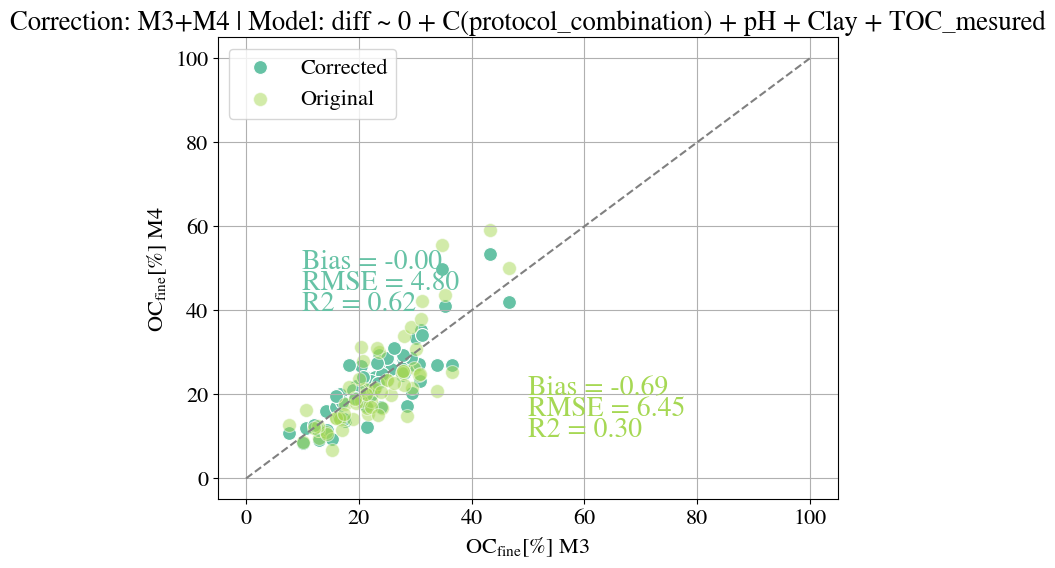 Correction: M3+M4 | Model: diff ~ 0 + C(protocol_combination) + pH + Clay + TOC_mesured
100
80
60
40
20
0
OC_fine[%] M4
Corrected
Original
Bias = -0.00
RMSE = 4.80
R2 = 0.62
Bias = -0.69
RMSE = 6.45
R2 = 0.30
0 20 40 60 80 100
OC_fine[%] M3